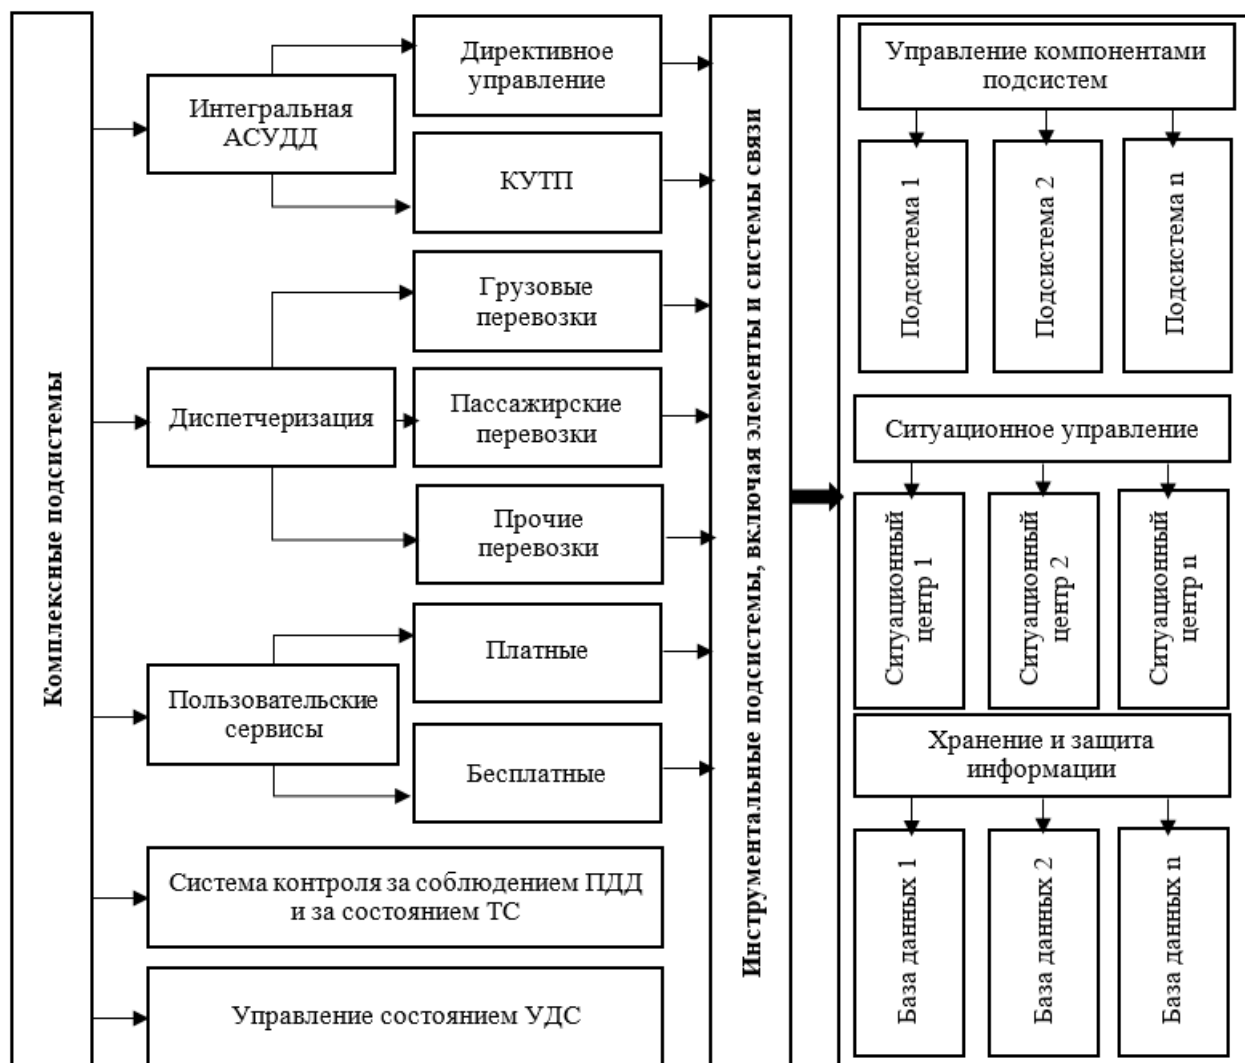 Комплексные подсистемы
Интегральная
АСУДД
Директивное
управление
КУТП
Диспетчеризация
Грузовые
перевозки
Пассажирские
перевозки
Прочие
перевозки
Пользовательские
сервисы
Платные
Бесплатные
Система контроля за соблюдением ПДД
и за состоянием ТС
Управление состоянием УДС
Инструментальные подсистемы, включая элементы и системы связи
Управление компонентами
подсистем
Подсистема 1
Подсистема 2
Подсистема n
Ситуационное управление
Ситуационный
центр 1
Ситуационный
центр 2
Ситуационный
центр n
Хранение и защита
информации
База данных 1
База данных 2
База данных n